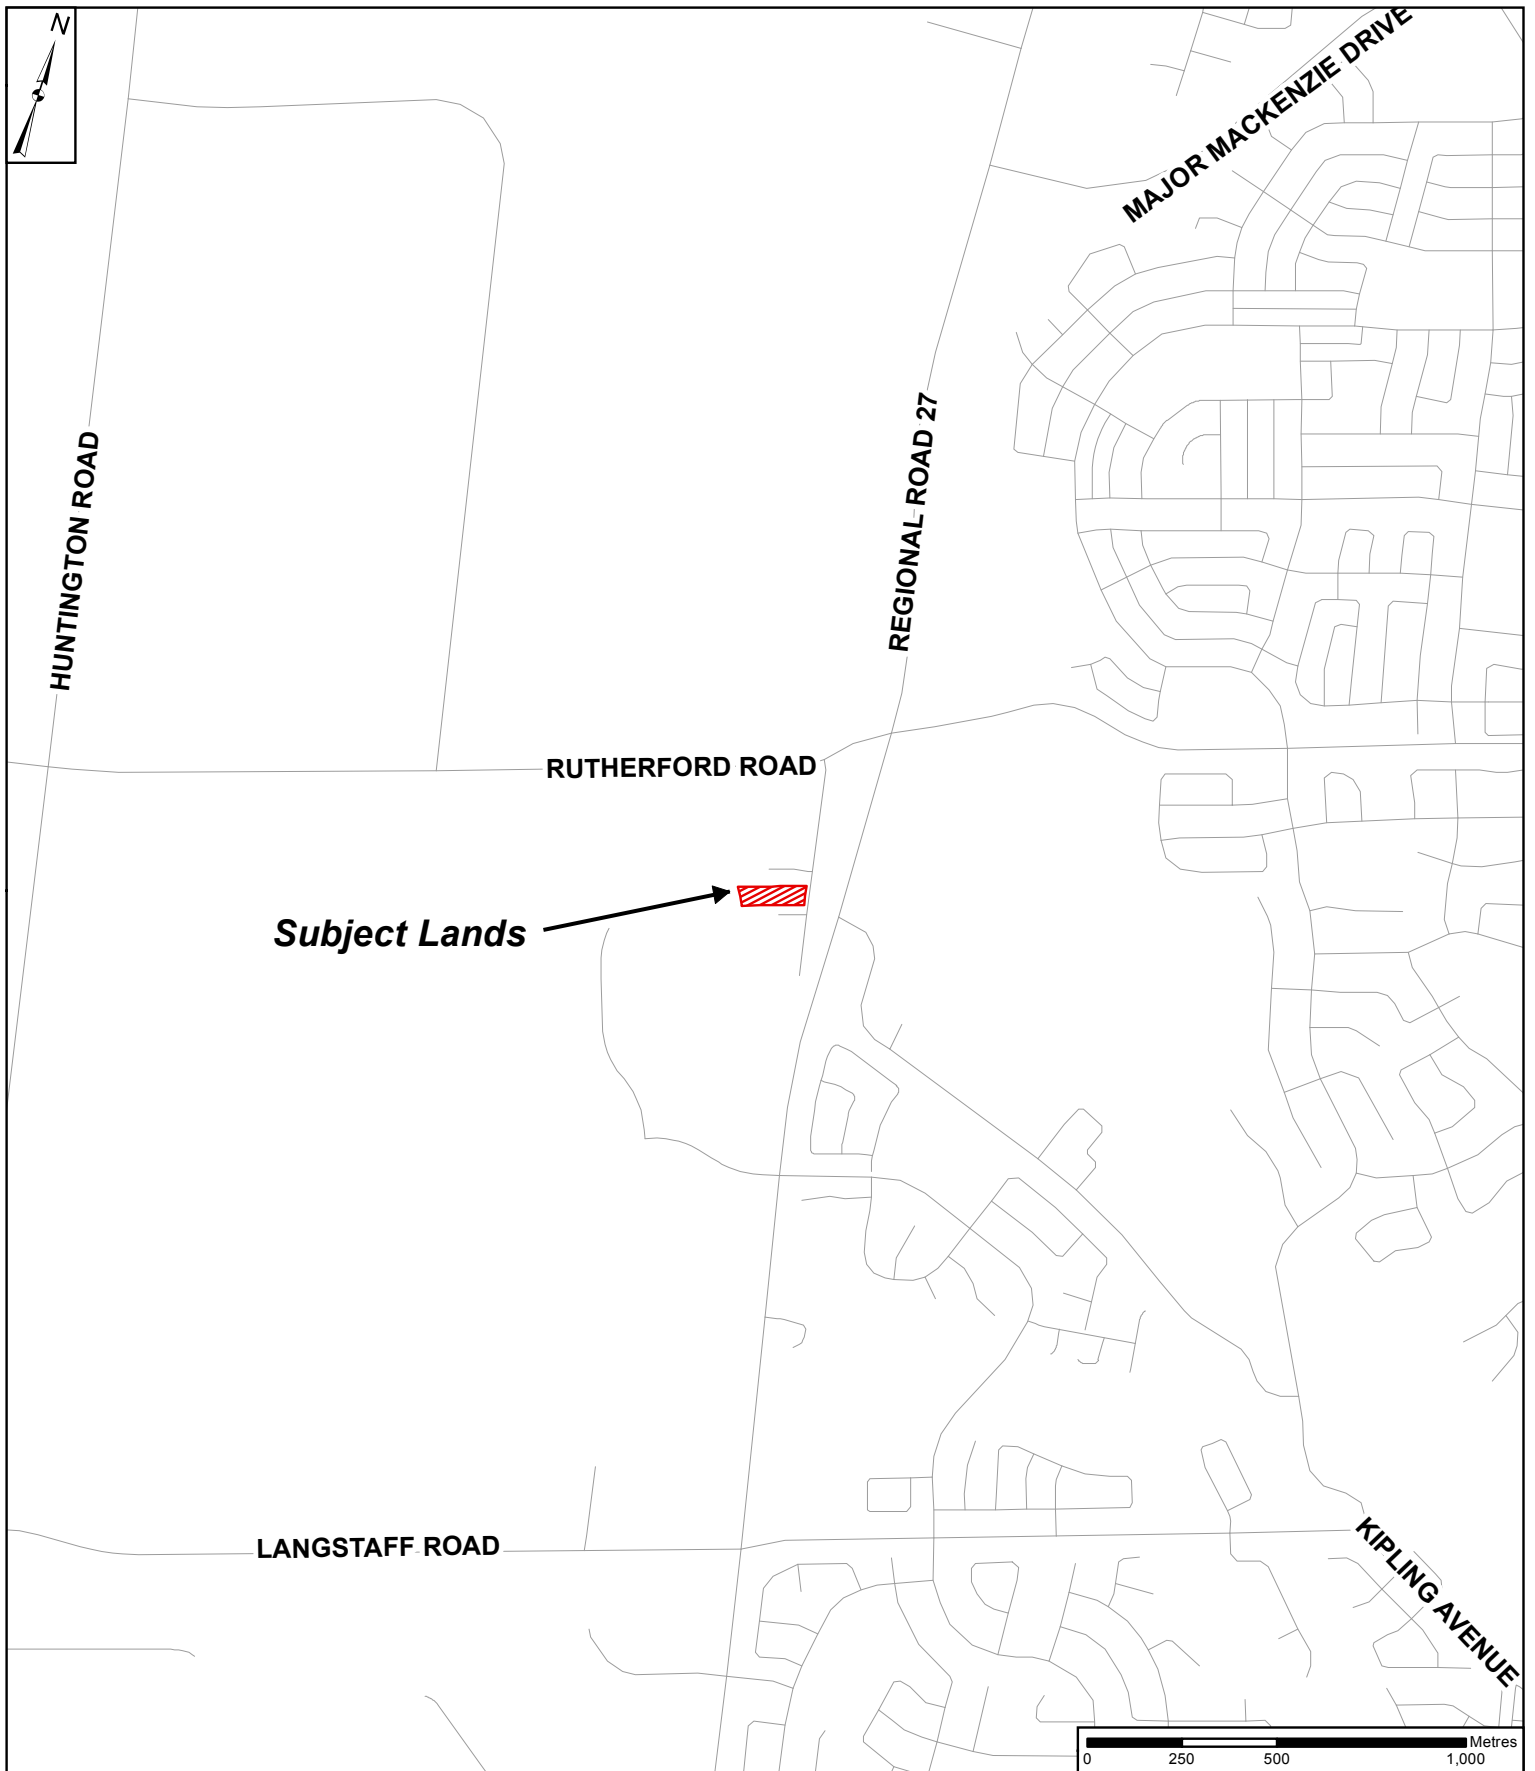 N
MAJOR MACKENZIE DRIVE
HUNTINGTON ROAD
REGIONAL ROAD 27
RUTHERFORD ROAD
Subject Lands
LANGSTAFF ROAD
KIPLING AVENUE
Metres
0 250 500 1,000